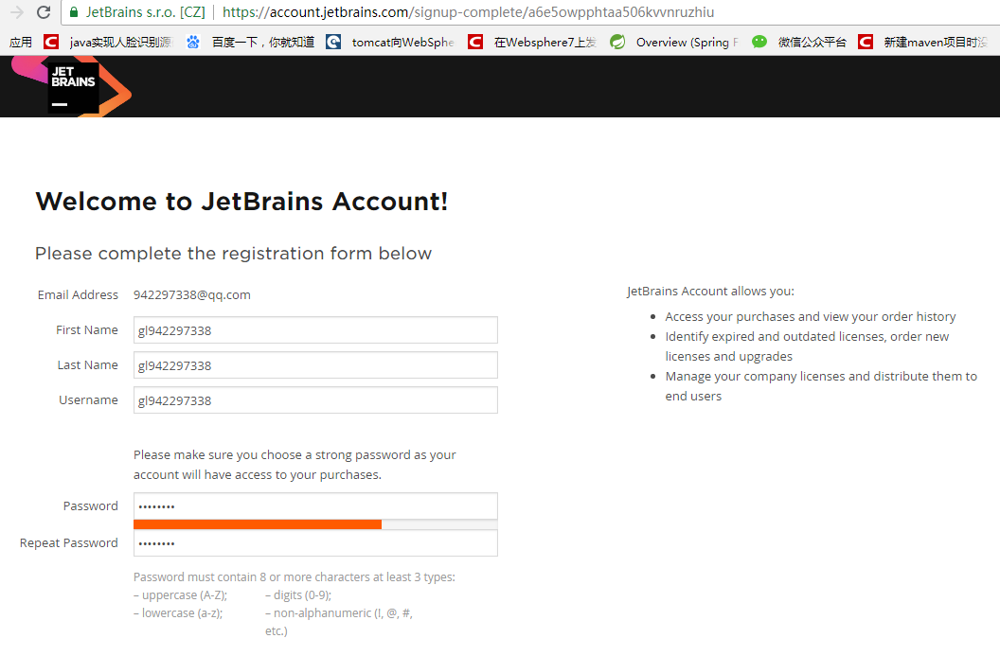 JetBrains s.r.o. [CZ] | https://account.jetbrains.com/signup-complete/a6e5owpphtaa506kvvnruzhiu
应用 java实现人脸识别源 百度一下，你就知道 tomcat向WebSphe 在Websphere7上发 Overview (Spring F 微信公众平台 新建maven项目时没
JET
BRAINS
Welcome to JetBrains Account!
Please complete the registration form below
Email Address 942297338@qq.com
First Name gl942297338
Last Name gl942297338
Username gl942297338
Please make sure you choose a strong password as your
account will have access to your purchases.
Password ••••••••
Repeat Password ••••••••
Password must contain 8 or more characters at least 3 types:
– uppercase (A-Z); – digits (0-9);
– lowercase (a-z); – non-alphanumeric (!, @, #,
etc.)
JetBrains Account allows you:
• Access your purchases and view your order history
• Identify expired and outdated licenses, order new
licenses and upgrades
• Manage your company licenses and distribute them to
end users